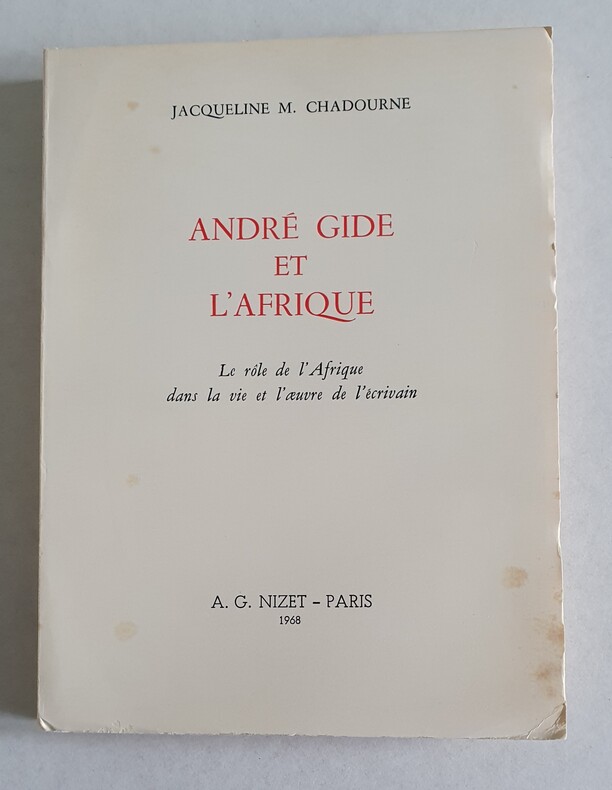 JACQUELINE M. CHADOURNE
ANDRÉ GIDE
ET
L'AFRIQUE
Le rôle de l'Afrique
dans la vie et l'œuvre de l'écrivain
A. G. NIZET – PARIS
1968